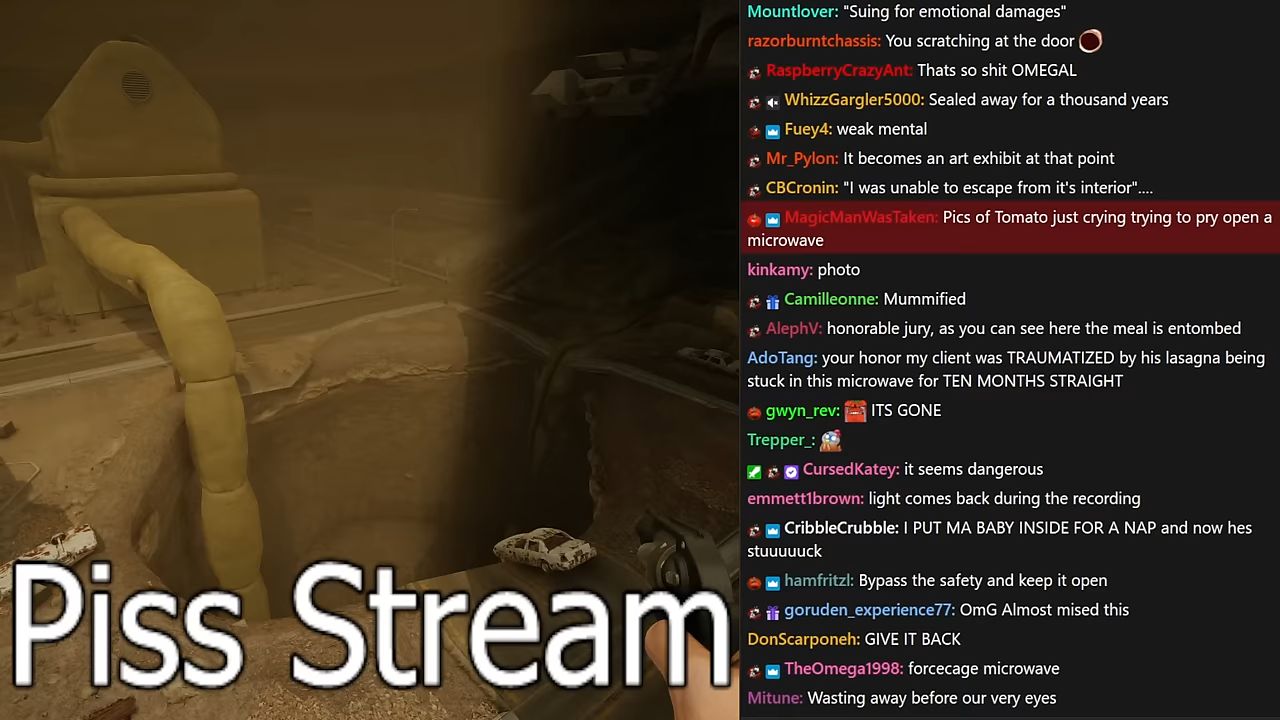 Piss Stream
Mountlover: "Suing for emotional damages"
razorburntchassis: You scratching at the door
RaspberryCrazyAnt: Thats so shit OMEGAL
WhizzGargler5000: Sealed away for a thousand years
Fuey4: weak mental
Mr_Pylon: It becomes an art exhibit at that point
CBCronin: "I was unable to escape from it's interior"....
MagicManWasTaken: Pics of Tomato just crying trying to pry open a
microwave
kinkamy: photo
Camilleonne: Mummified
AlephV: honorable jury, as you can see here the meal is entombed
AdoTang: your honor my client was TRAUMATIZED by his lasagna being
stuck in this microwave for TEN MONTHS STRAIGHT
gwyn_rev: ITS GONE
Trepper_:
CursedKatey: it seems dangerous
emmett1brown: light comes back during the recording
CribbleCrubble: I PUT MA BABY INSIDE FOR A NAP and now hes
stuuuuuck
hamfritzl: Bypass the safety and keep it open
goruden_experience77: OmG Almost mised this
DonScarponeh: GIVE IT BACK
TheOmega1998: forcecage microwave
Mitune: Wasting away before our very eyes